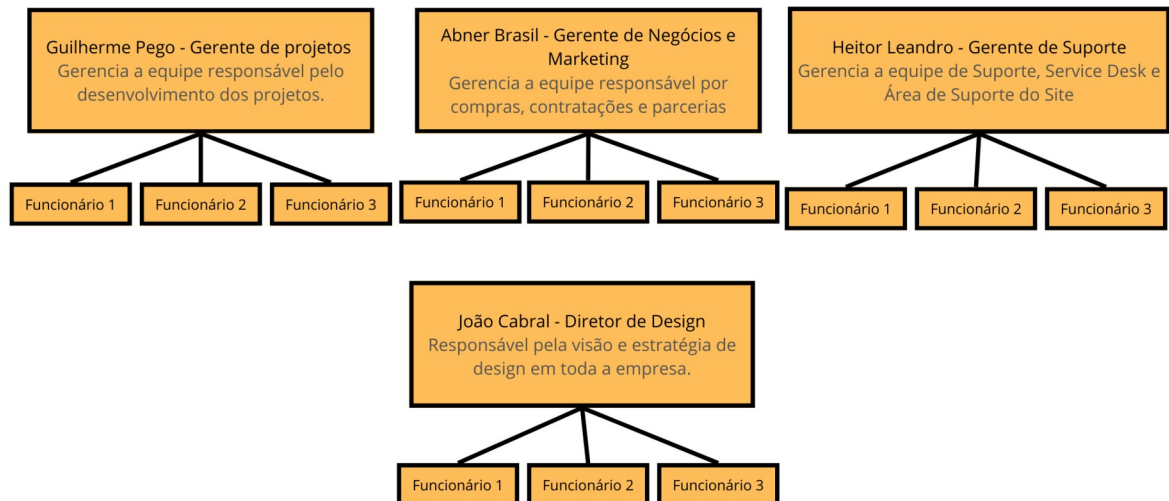 Guilherme Pego - Gerente de projetos
Gerencia a equipe responsável pelo
desenvolvimento dos projetos.
Funcionário 1
Funcionário 2
Funcionário 3
Abner Brasil - Gerente de Negócios e
Marketing
Gerencia a equipe responsável por
compras, contratações e parcerias
Funcionário 1
Funcionário 2
Funcionário 3
Heitor Leandro - Gerente de Suporte
Gerencia a equipe de Suporte, Service Desk e
Área de Suporte do Site
Funcionário 1
Funcionário 2
Funcionário 3
João Cabral - Diretor de Design
Responsável pela visão e estratégia de
design em toda a empresa.
Funcionário 1
Funcionário 2
Funcionário 3